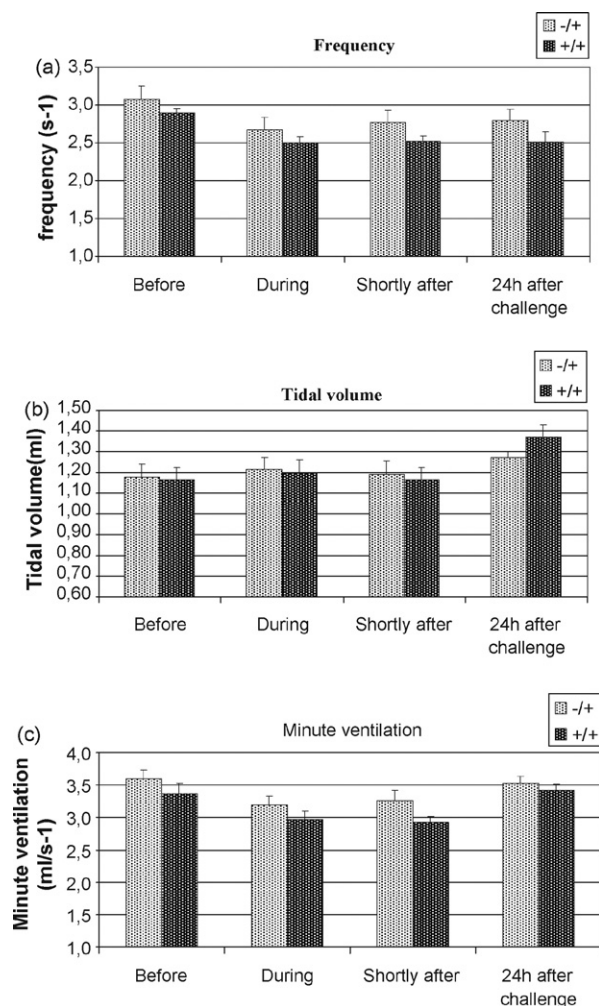 -/+
+/+
Frequency
(a)
frequency (s-1)
3,5
3,0
2,5
2,0
1,5
1,0
Before During Shortly after 24h after
challenge
-/+
+/+
Tidal volume
(b)
Tidal volume(ml)
1,50
1,40
1,30
1,20
1,10
1,00
0,90
0,80
0,70
0,60
Before During Shortly after 24h after
challenge
-/+
+/+
Minute ventilation
(c)
Minute ventilation
(ml/s-1)
4,0
3,5
3,0
2,5
2,0
1,5
1,0
Before During Shortly after 24h after
challenge